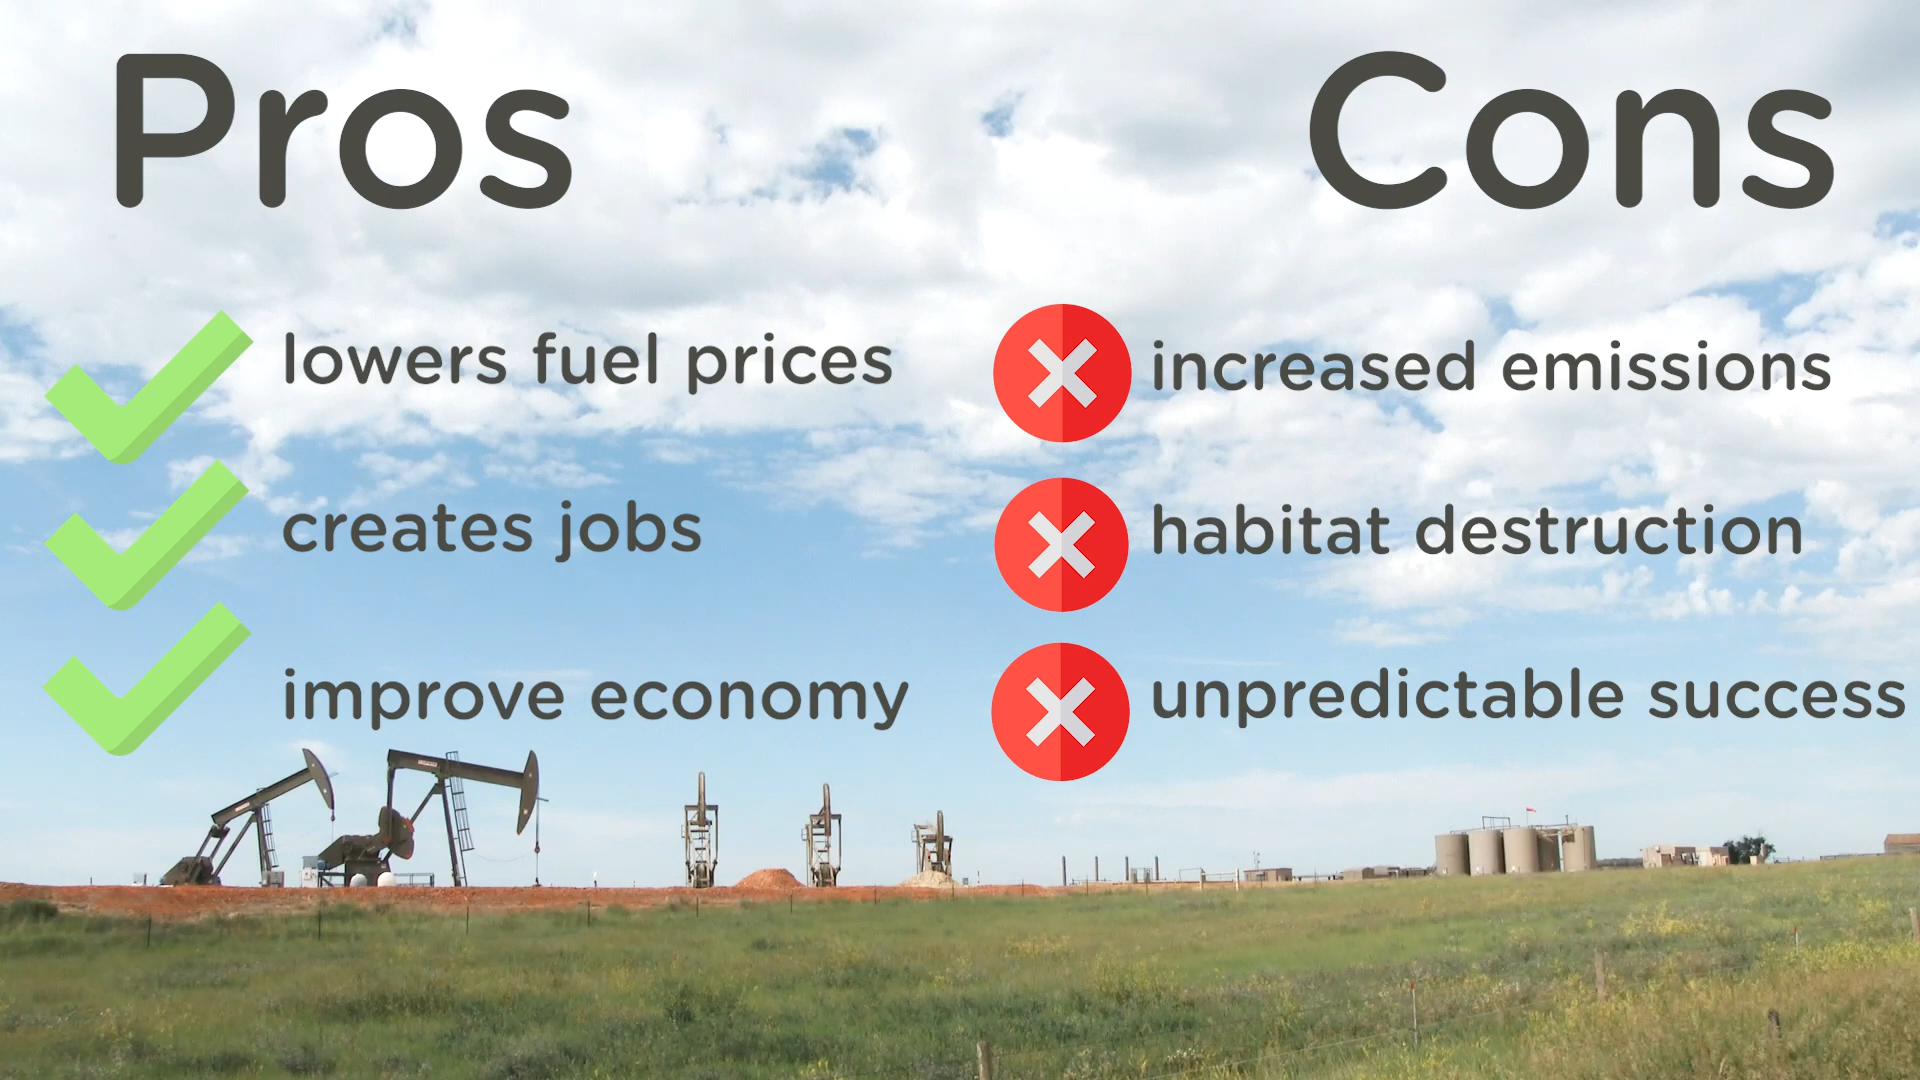 Pros
Cons
lowers fuel prices
creates jobs
improve economy
increased emissions
habitat destruction
unpredictable success